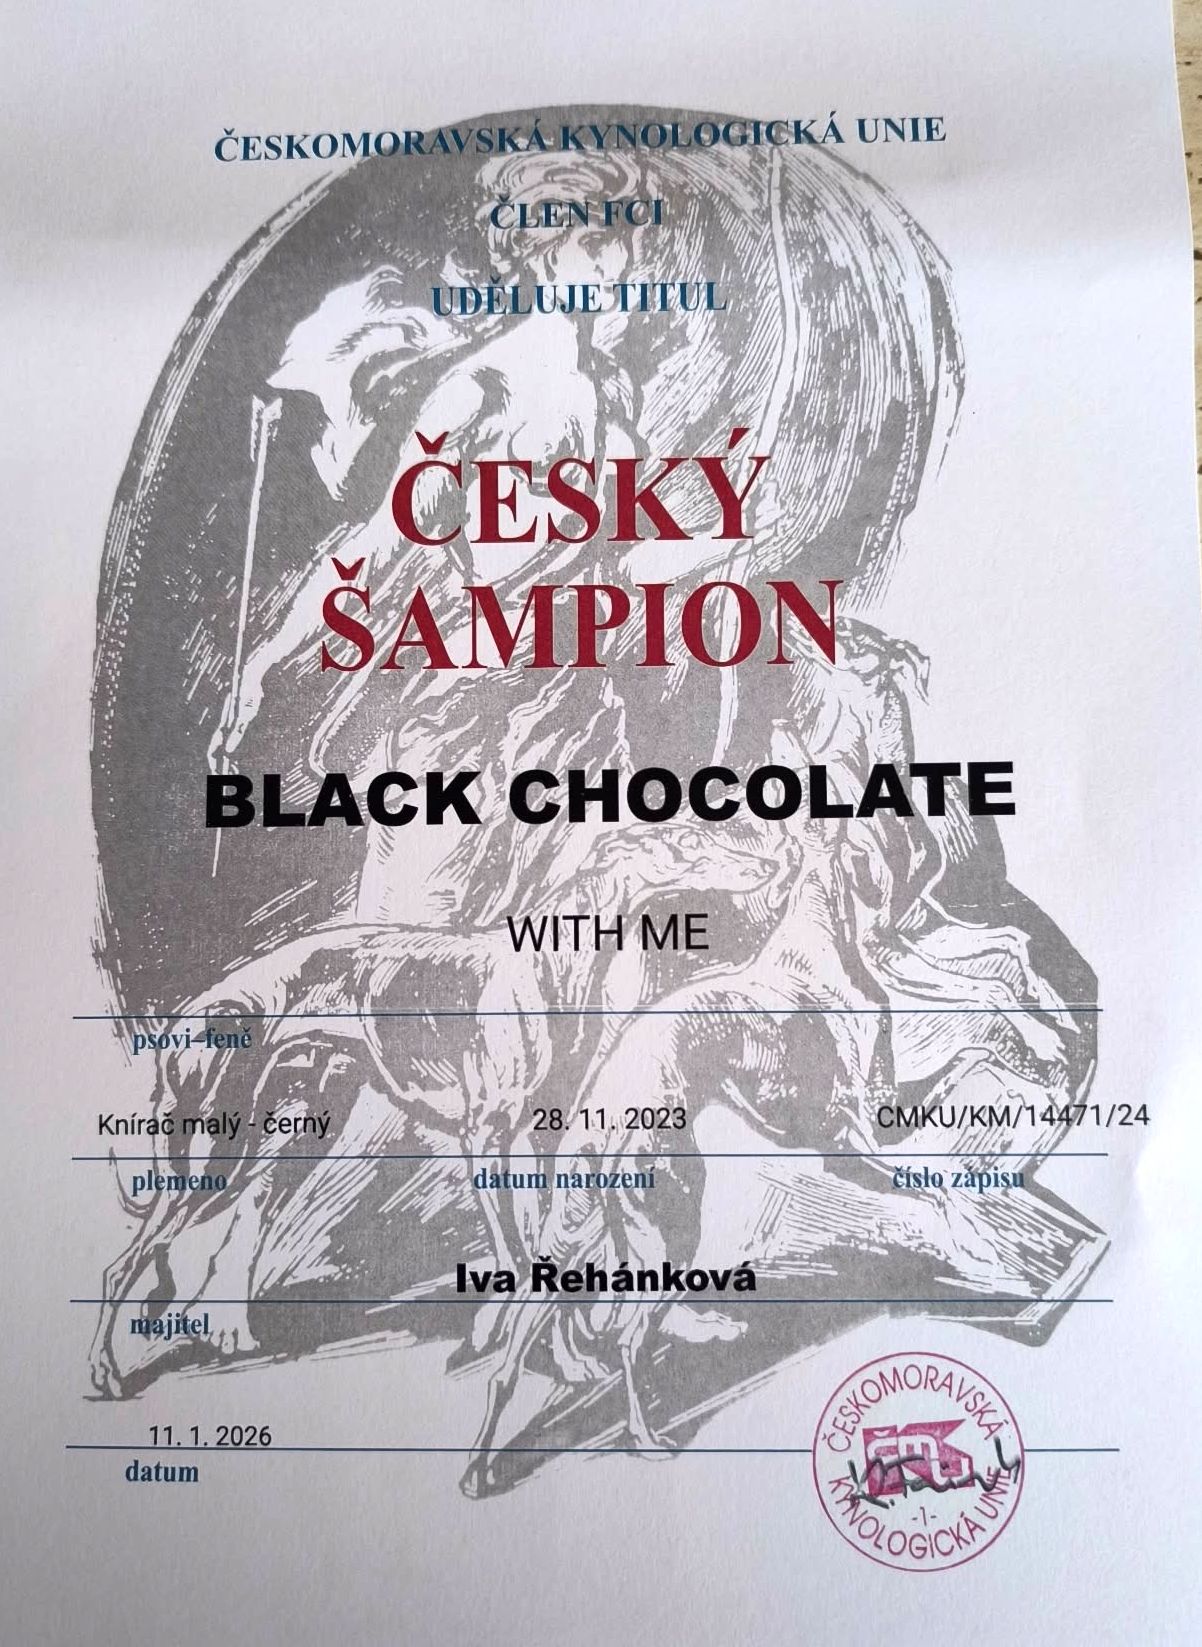 ČESKOMORAVSKÁ KYNOLOGICKÁ UNIE
ČLEN FCI
UDĚLUJE TITUL
ČESKÝ
ŠAMPION
BLACK CHOCOLATE
WITH ME
psovi–feně
Knírač malý - černý 28. 11. 2023 CMKU/KM/14471/24
plemeno datum narození číslo zápisu
Iva Řehánková
majitel
11. 1. 2026
datum
ČESKOMORAVSKÁ
KYNOLOGICKÁ UNIE
-1-